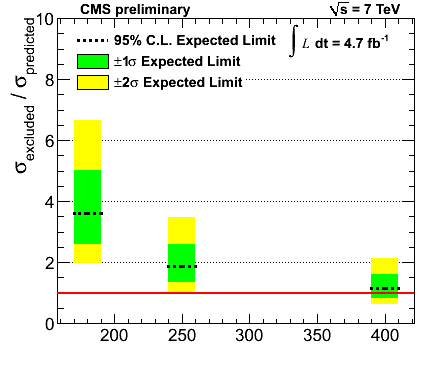 CMS preliminary √s = 7 TeV
95% C.L. Expected Limit
∫ L dt = 4.7 fb⁻¹
±1σ Expected Limit
±2σ Expected Limit
σexcluded / σpredicted
10
8
6
4
2
0
200 250 300 350 400